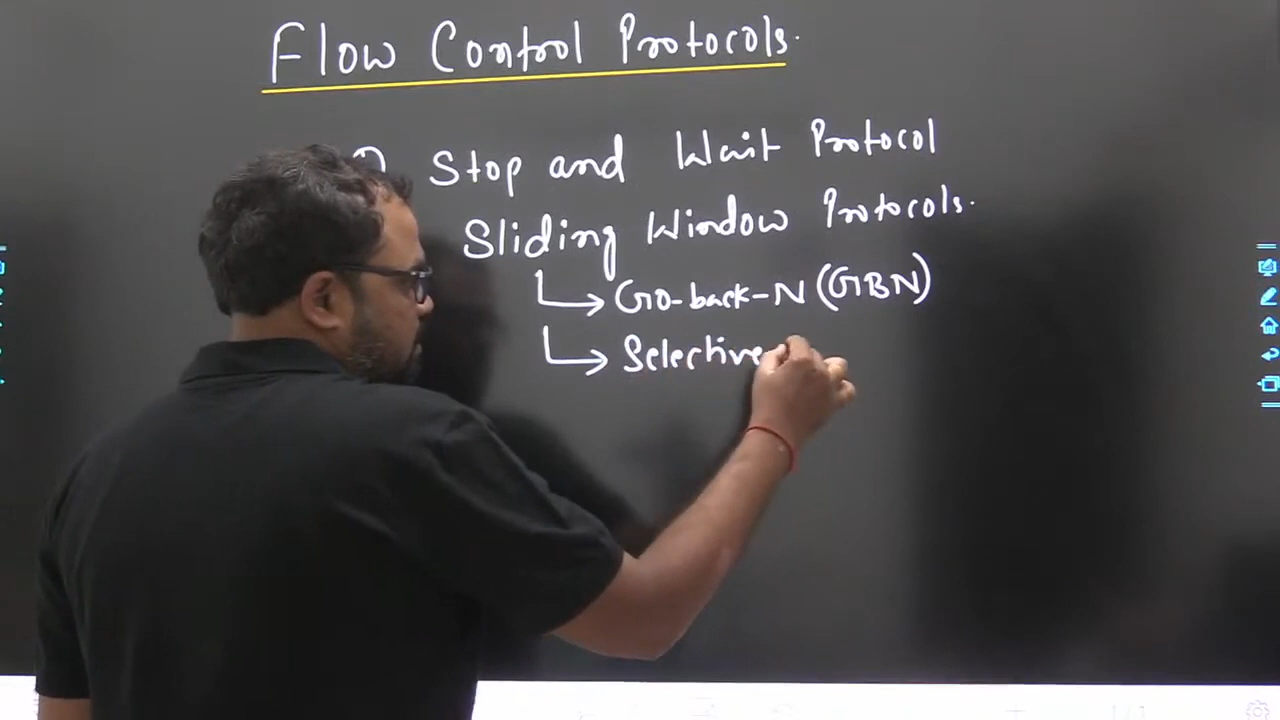 Flow Control Protocols.
Stop and Wait Protocol
Sliding Window Protocols.
Go-back-N (GBN)
Selective